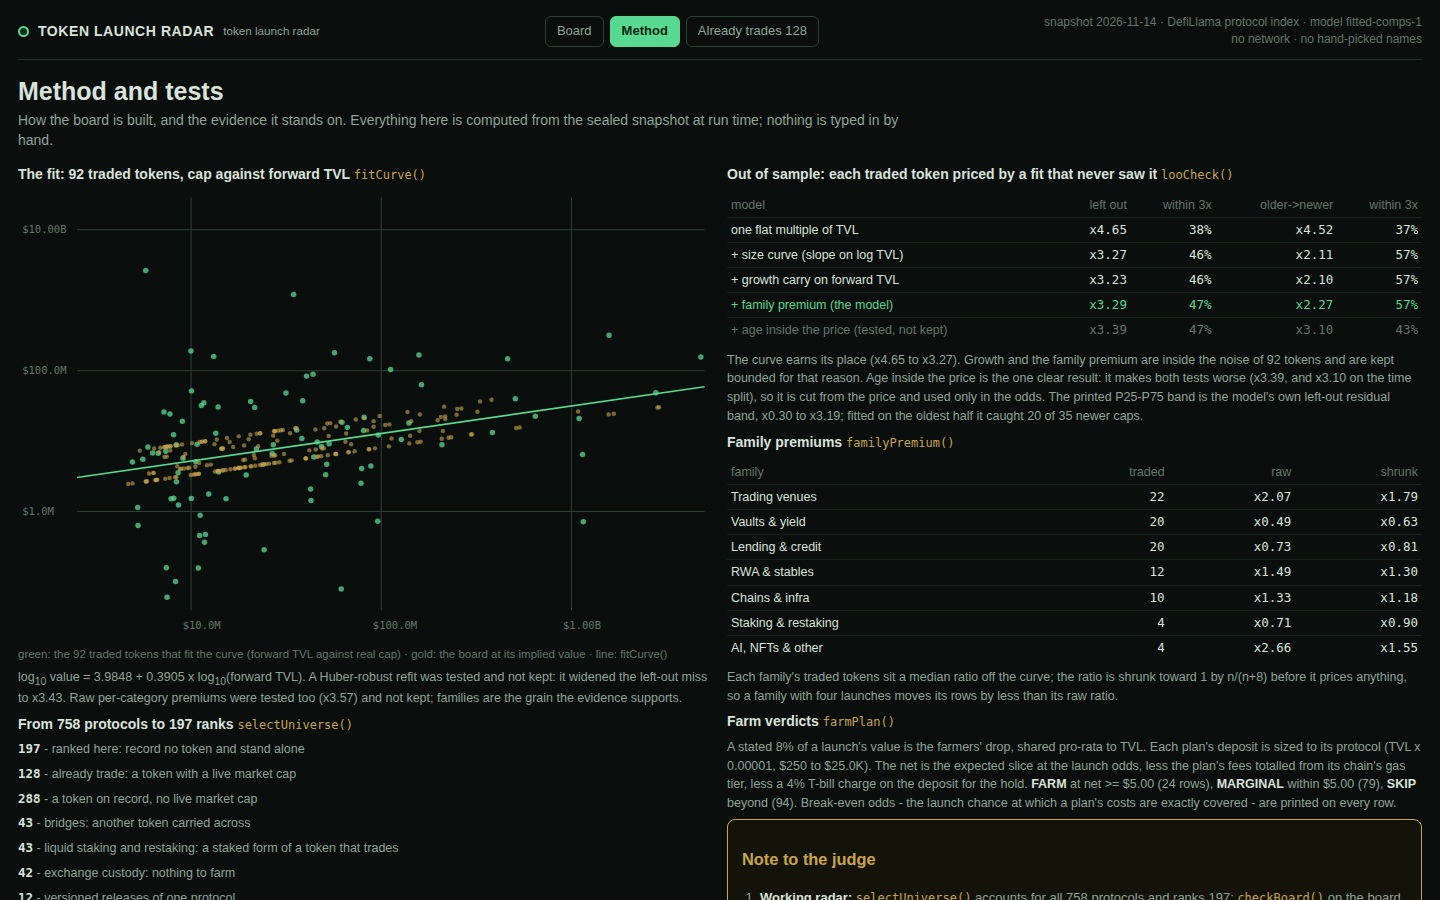 TOKEN LAUNCH RADAR token launch radar
Board
Method
Already trades 128
snapshot 2026-11-14 · DefiLlama protocol index · model fitted-comps-1
no network · no hand-picked names
Method and tests
How the board is built, and the evidence it stands on. Everything here is computed from the sealed snapshot at run time; nothing is typed in by
hand.
The fit: 92 traded tokens, cap against forward TVL fitCurve()
$10.00B
$100.0M
$1.0M
$10.0M
$100.0M
$1.00B
green: the 92 traded tokens that fit the curve (forward TVL against real cap) · gold: the board at its implied value · line: fitCurve()
log10 value = 3.9848 + 0.3905 x log10(forward TVL). A Huber-robust refit was tested and not kept: it widened the left-out miss
to x3.43. Raw per-category premiums were tested too (x3.57) and not kept; families are the grain the evidence supports.
From 758 protocols to 197 ranks selectUniverse()
197 - ranked here: record no token and stand alone
128 - already trade: a token with a live market cap
288 - a token on record, no live market cap
43 - bridges: another token carried across
43 - liquid staking and restaking: a staked form of a token that trades
42 - exchange custody: nothing to farm
12 - versioned releases of one protocol
Out of sample: each traded token priced by a fit that never saw it looCheck()
model left out within 3x older->newer within 3x
one flat multiple of TVL x4.65 38% x4.52 37%
+ size curve (slope on log TVL) x3.27 46% x2.11 57%
+ growth carry on forward TVL x3.23 46% x2.10 57%
+ family premium (the model) x3.29 47% x2.27 57%
+ age inside the price (tested, not kept) x3.39 47% x3.10 43%
The curve earns its place (x4.65 to x3.27). Growth and the family premium are inside the noise of 92 tokens and are kept
bounded for that reason. Age inside the price is the one clear result: it makes both tests worse (x3.39, and x3.10 on the time
split), so it is cut from the price and used only in the odds. The printed P25-P75 band is the model's own left-out residual
band, x0.30 to x3.19; fitted on the oldest half it caught 20 of 35 newer caps.
Family premiums familyPremium()
family traded raw shrunk
Trading venues 22 x2.07 x1.79
Vaults & yield 20 x0.49 x0.63
Lending & credit 20 x0.73 x0.81
RWA & stables 12 x1.49 x1.30
Chains & infra 10 x1.33 x1.18
Staking & restaking 4 x0.71 x0.90
AI, NFTs & other 4 x2.66 x1.55
Each family's traded tokens sit a median ratio off the curve; the ratio is shrunk toward 1 by n/(n+8) before it prices anything,
so a family with four launches moves its rows by less than its raw ratio.
Farm verdicts farmPlan()
A stated 8% of a launch's value is the farmers' drop, shared pro-rata to TVL. Each plan's deposit is sized to its protocol (TVL x
0.00001, $250 to $25.0K). The net is the expected slice at the launch odds, less the plan's fees totalled from its chain's gas
tier, less a 4% T-bill charge on the deposit for the hold. FARM at net >= $5.00 (24 rows), MARGINAL within $5.00 (79), SKIP
beyond (94). Break-even odds - the launch chance at which a plan's costs are exactly covered - are printed on every row.
Note to the judge
1. Working radar: selectUniverse() accounts for all 758 protocols and ranks 197; checkBoard() on the board